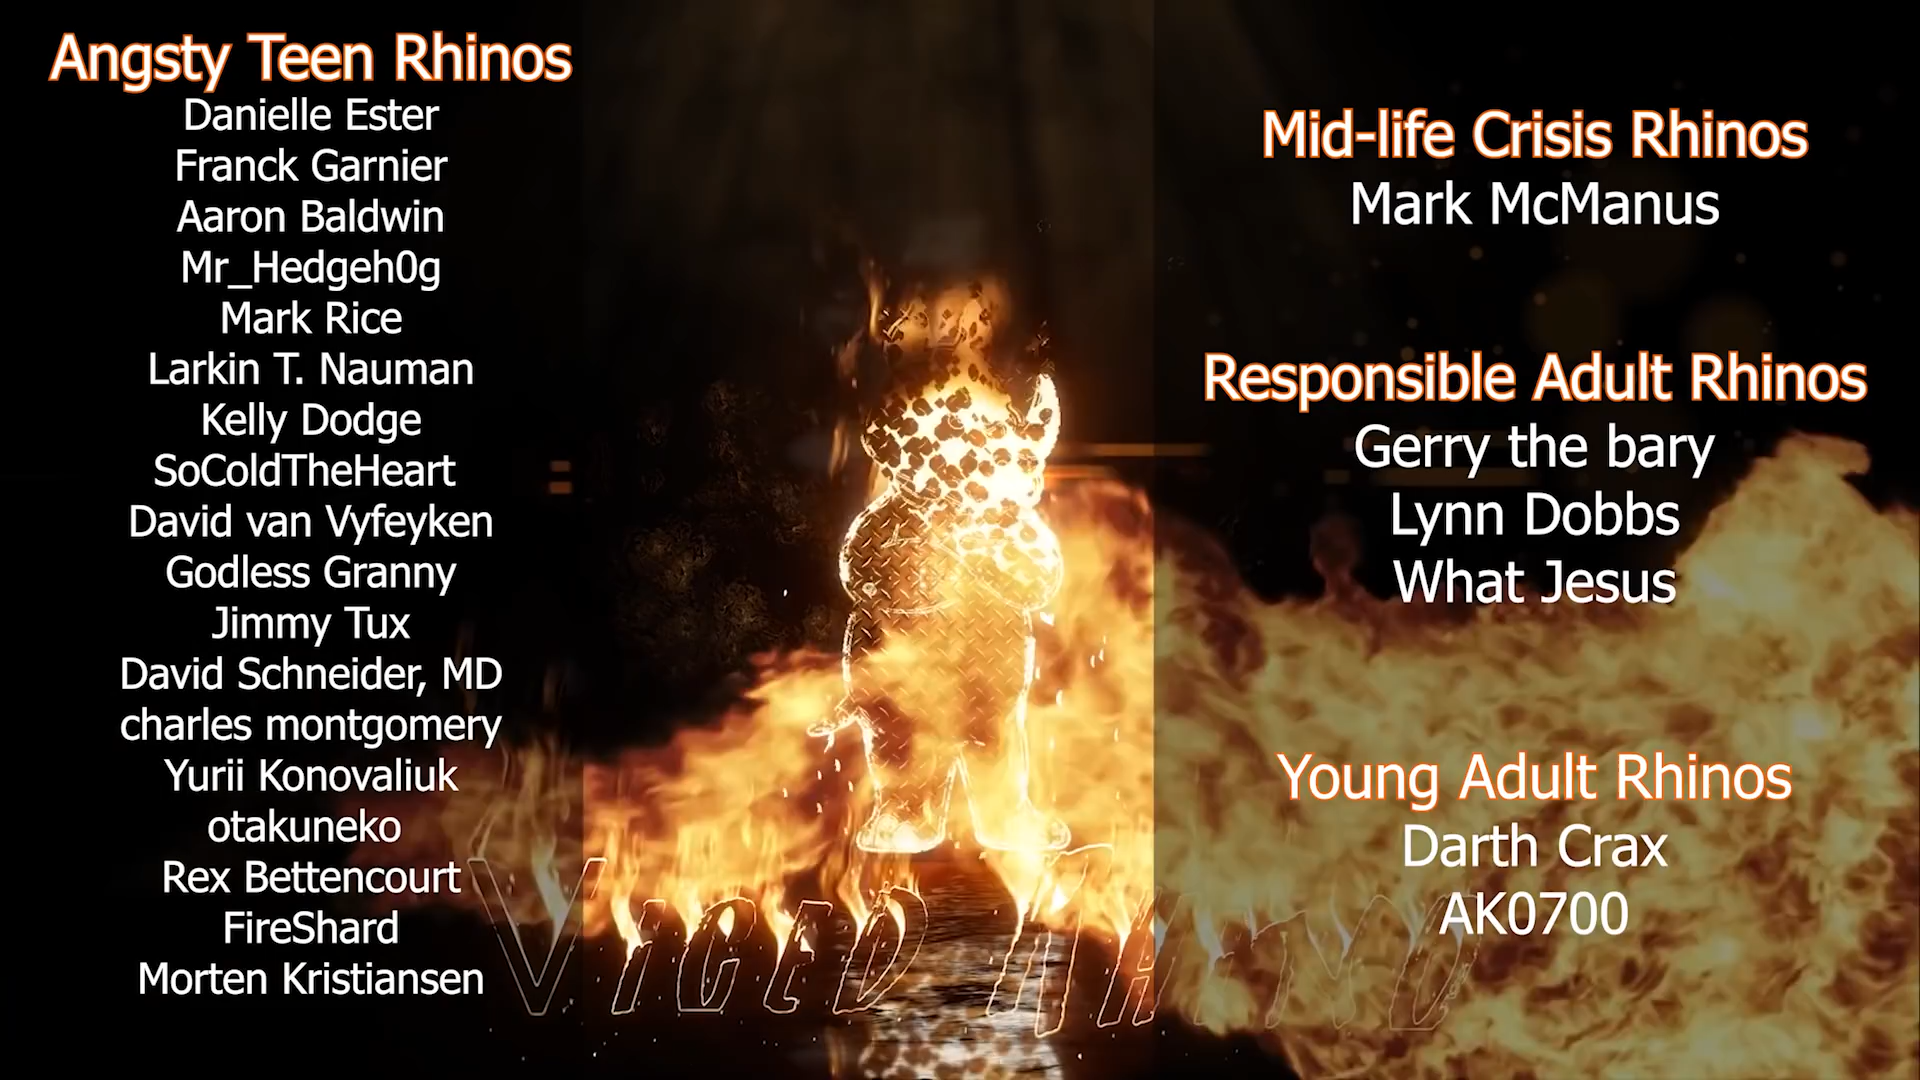 Angsty Teen Rhinos
Danielle Ester
Franck Garnier
Aaron Baldwin
Mr_Hedgeh0g
Mark Rice
Larkin T. Nauman
Kelly Dodge
SoColdTheHeart
David van Vyfeyken
Godless Granny
Jimmy Tux
David Schneider, MD
charles montgomery
Yurii Konovaliuk
otakuneko
Rex Bettencourt
FireShard
Morten Kristiansen
Mid-life Crisis Rhinos
Mark McManus
Responsible Adult Rhinos
Gerry the bary
Lynn Dobbs
What Jesus
Young Adult Rhinos
Darth Crax
AK0700